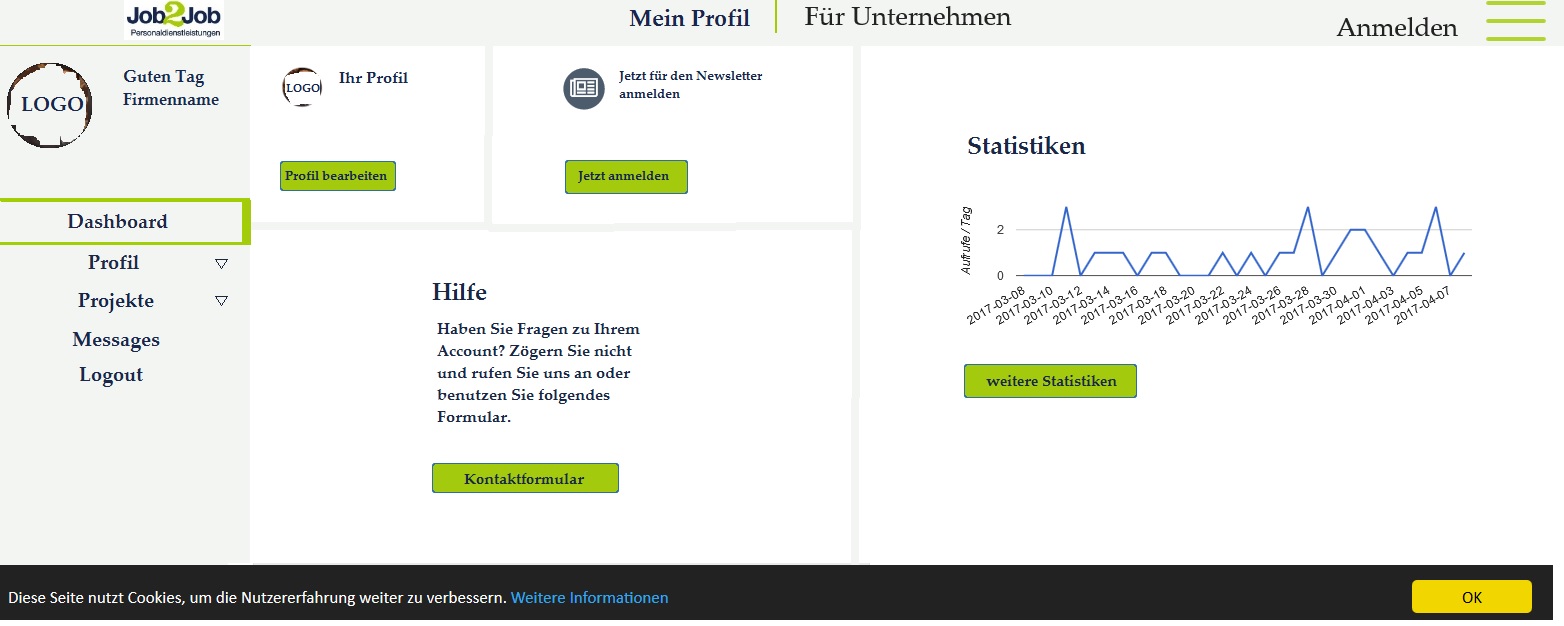 Job2Job
Personaldienstleistungen
Mein Profil
Für Unternehmen
Anmelden
LOGO
Guten Tag
Firmenname
Dashboard
Profil
Projekte
Messages
Logout
LOGO
Ihr Profil
Profil bearbeiten
Jetzt für den Newsletter
anmelden
Jetzt anmelden
Hilfe
Haben Sie Fragen zu Ihrem
Account? Zögern Sie nicht
und rufen Sie uns an oder
benutzen Sie folgendes
Formular.
Kontaktformular
Statistiken
Aufrufe / Tag
2
0
2017-03-08
2017-03-10
2017-03-12
2017-03-14
2017-03-16
2017-03-18
2017-03-20
2017-03-22
2017-03-24
2017-03-26
2017-03-28
2017-03-30
2017-04-01
2017-04-03
2017-04-05
2017-04-07
weitere Statistiken
Diese Seite nutzt Cookies, um die Nutzererfahrung weiter zu verbessern. Weitere Informationen
OK